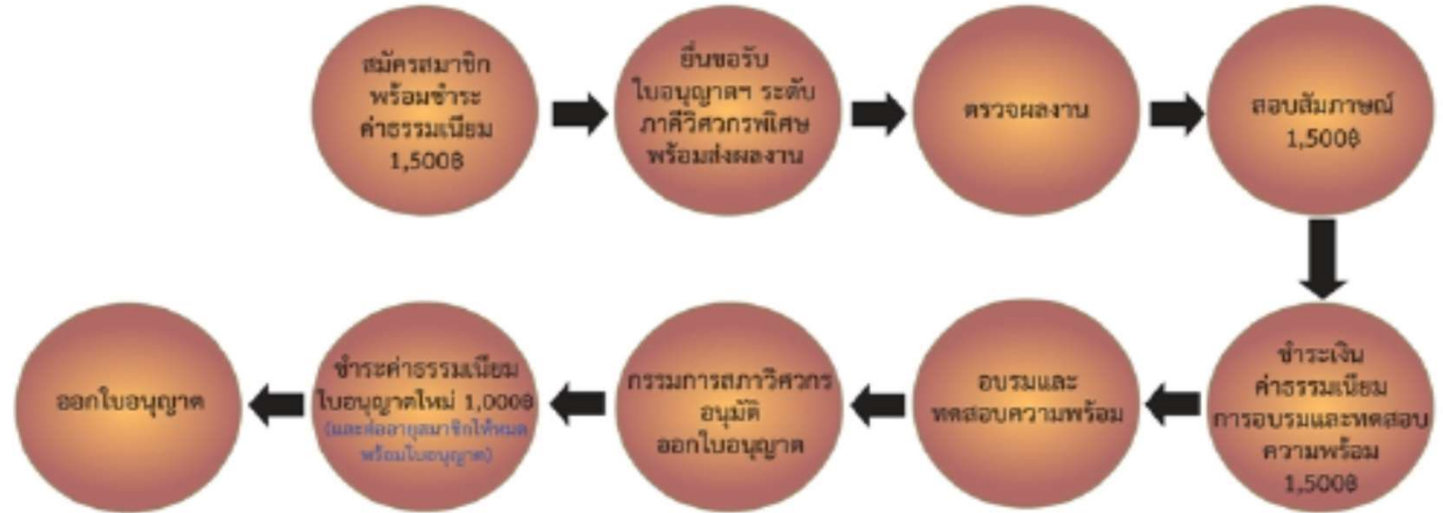 สมัครสมาชิก
พร้อมชำระ
ค่าธรรมเนียม
1,500฿
ยื่นขอรับ
ใบอนุญาตฯ ระดับ
ภาคีวิศวกรพิเศษ
พร้อมส่งผลงาน
ตรวจผลงาน
สอบสัมภาษณ์
1,500฿
ชำระเงิน
ค่าธรรมเนียม
การอบรมและทดสอบ
ความพร้อม
1,500฿
อบรมและ
ทดสอบความพร้อม
กรรมการสภาวิศวกร
อนุมัติ
ออกใบอนุญาต
ชำระค่าธรรมเนียม
ใบอนุญาตใหม่ 1,000฿
(และต่ออายุสมาชิกให้หมด
พร้อมใบอนุญาต)
ออกใบอนุญาต